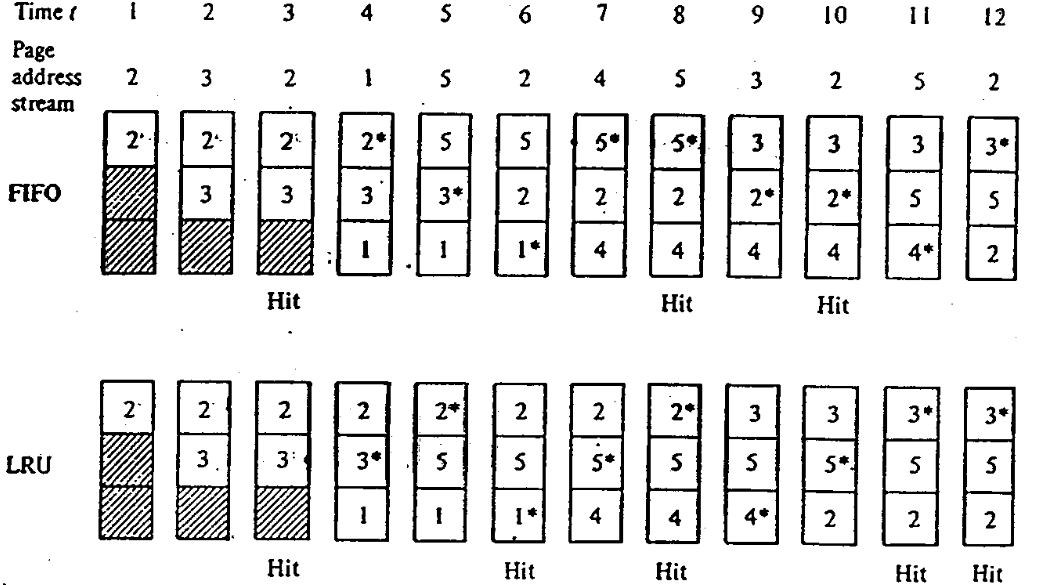 Time t 1 2 3 4 5 6 7 8 9 10 11 12
Page
address 2 3 2 1 5 2 4 5 3 2 5 2
stream
2 2 2 2* 5 5 5* 5* 3 3 3 3*
FIFO 3 3 3 3* 2 2 2 2* 2* 5 5
1 1 1* 4 4 4 4 4* 2
Hit Hit Hit
2 2 2 2 2* 2 2 2* 3 3 3* 3*
LRU 3 3 3* 5 5 5* 5 5 5* 5 5
1 1 1* 4 4 4* 2 2 2
Hit Hit Hit Hit Hit